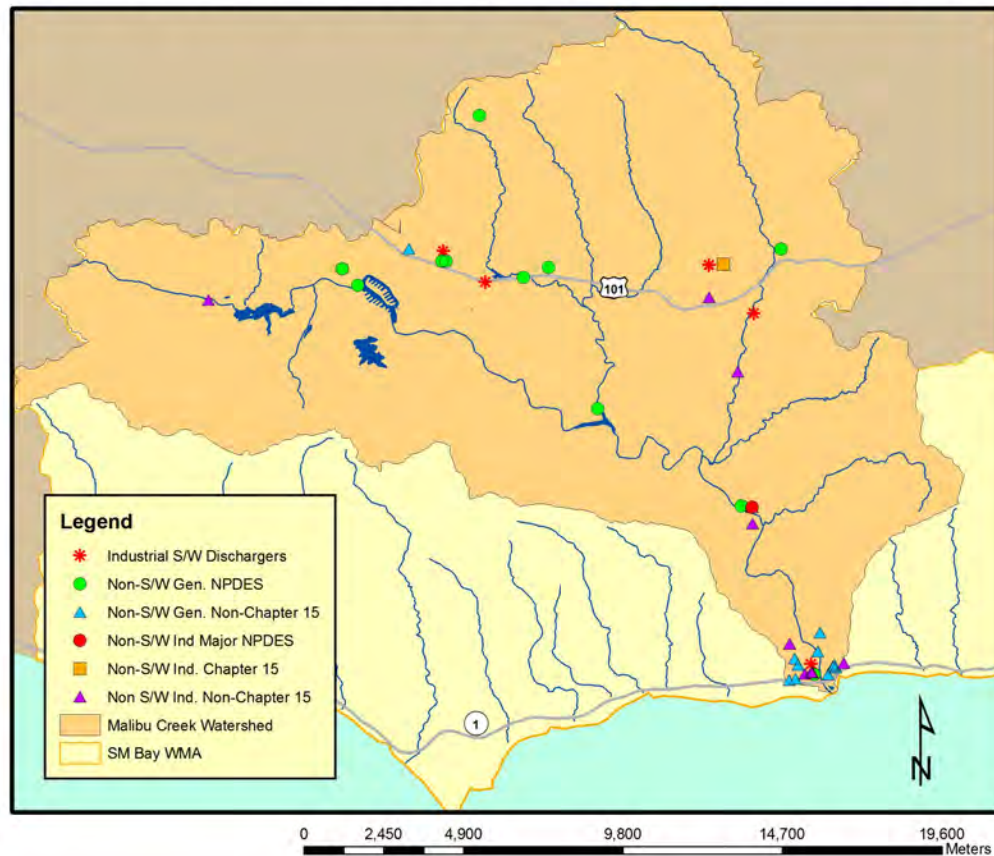 101
Legend
Industrial S/W Dischargers
Non-S/W Gen. NPDES
Non-S/W Gen. Non-Chapter 15
Non-S/W Ind Major NPDES
Non-S/W Ind. Chapter 15
Non S/W Ind. Non-Chapter 15
Malibu Creek Watershed
SM Bay WMA
1
N
0 2,450 4,900 9,800 14,700 19,600
Meters